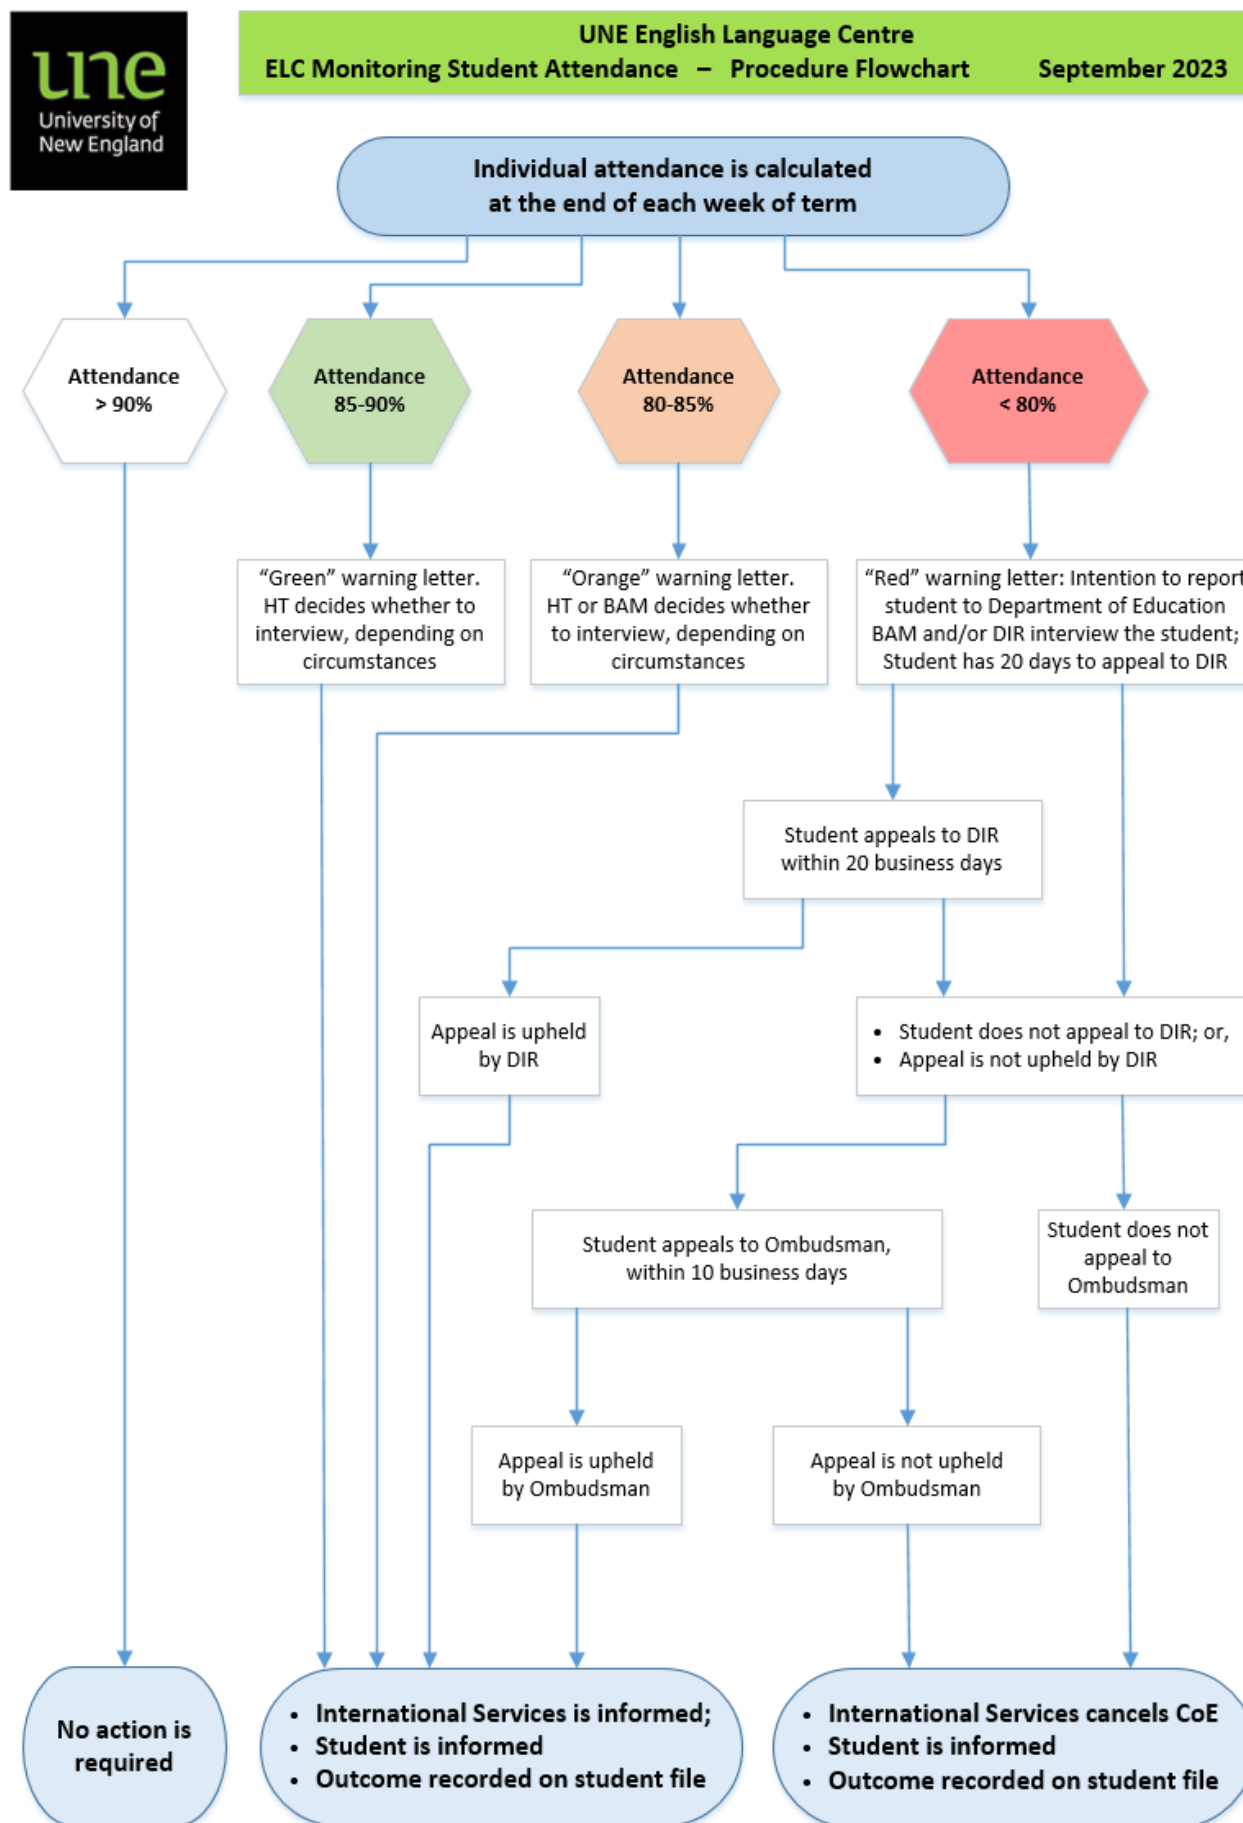 une
University of
New England
UNE English Language Centre
ELC Monitoring Student Attendance – Procedure Flowchart September 2023
Individual attendance is calculated
at the end of each week of term
Attendance
> 90%
Attendance
85-90%
Attendance
80-85%
Attendance
< 80%
“Green” warning letter.
HT decides whether to
interview, depending on
circumstances
“Orange” warning letter.
HT or BAM decides whether
to interview, depending on
circumstances
“Red” warning letter: Intention to report
student to Department of Education
BAM and/or DIR interview the student;
Student has 20 days to appeal to DIR
Student appeals to DIR
within 20 business days
Appeal is upheld
by DIR
• Student does not appeal to DIR; or,
• Appeal is not upheld by DIR
Student appeals to Ombudsman,
within 10 business days
Student does not
appeal to
Ombudsman
Appeal is upheld
by Ombudsman
Appeal is not upheld
by Ombudsman
No action is
required
• International Services is informed;
• Student is informed
• Outcome recorded on student file
• International Services cancels CoE
• Student is informed
• Outcome recorded on student file